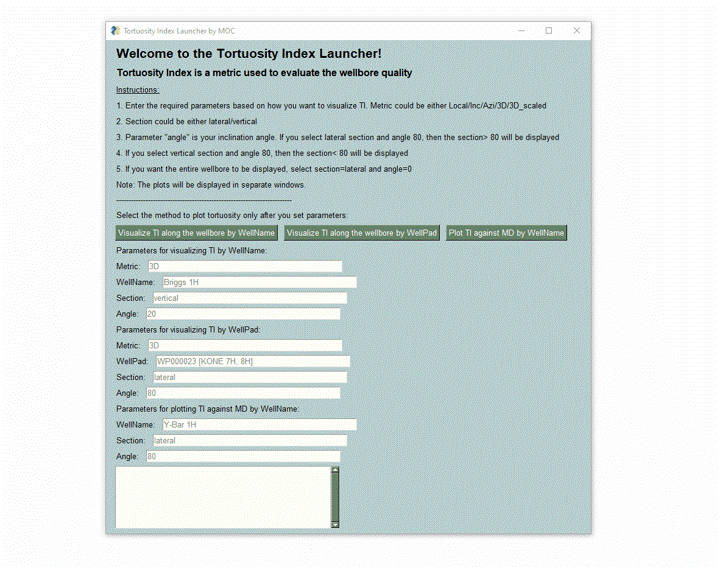 Tortuosity Index Launcher by MOC
Welcome to the Tortuosity Index Launcher!
Tortuosity Index is a metric used to evaluate the wellbore quality
Instructions:
1. Enter the required parameters based on how you want to visualize TI. Metric could be either Local/Inc/Azi/3D/3D_scaled
2. Section could be either lateral/vertical
3. Parameter "angle" is your inclination angle. If you select lateral section and angle 80, then the section> 80 will be displayed
4. If you select vertical section and angle 80, then the section< 80 will be displayed
5. If you want the entire wellbore to be displayed, select section=lateral and angle=0
Note: The plots will be displayed in separate windows.
--------------------------------------------------------------------
Select the method to plot tortuosity only after you set parameters:
Visualize TI along the wellbore by WellName Visualize TI along the wellbore by WellPad Plot TI against MD by WellName
Parameters for visualizing TI by WellName:
Metric: 3D
WellName: Briggs 1H
Section: vertical
Angle: 20
Parameters for visualizing TI by WellPad:
Metric: 3D
WellPad: WP000023 [KONE 7H, 8H]
Section: lateral
Angle: 80
Parameters for plotting TI against MD by WellName:
WellName: Y-Bar 1H
Section: lateral
Angle: 80